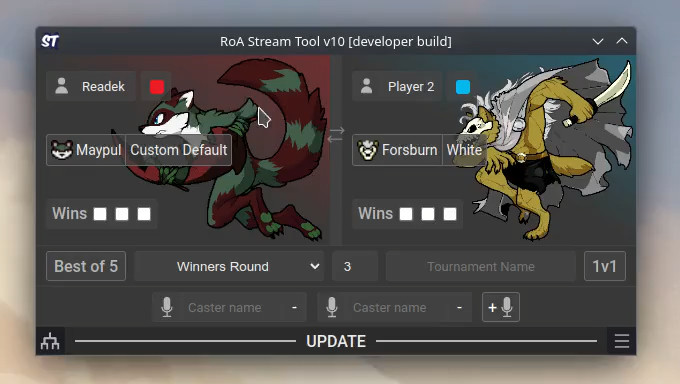 ST RoA Stream Tool v10 [developer build]
Readek
Player 2
Maypul Custom Default
Forsburn White
Wins
Wins
Best of 5 Winners Round 3 Tournament Name 1v1
Caster name - Caster name - +
UPDATE